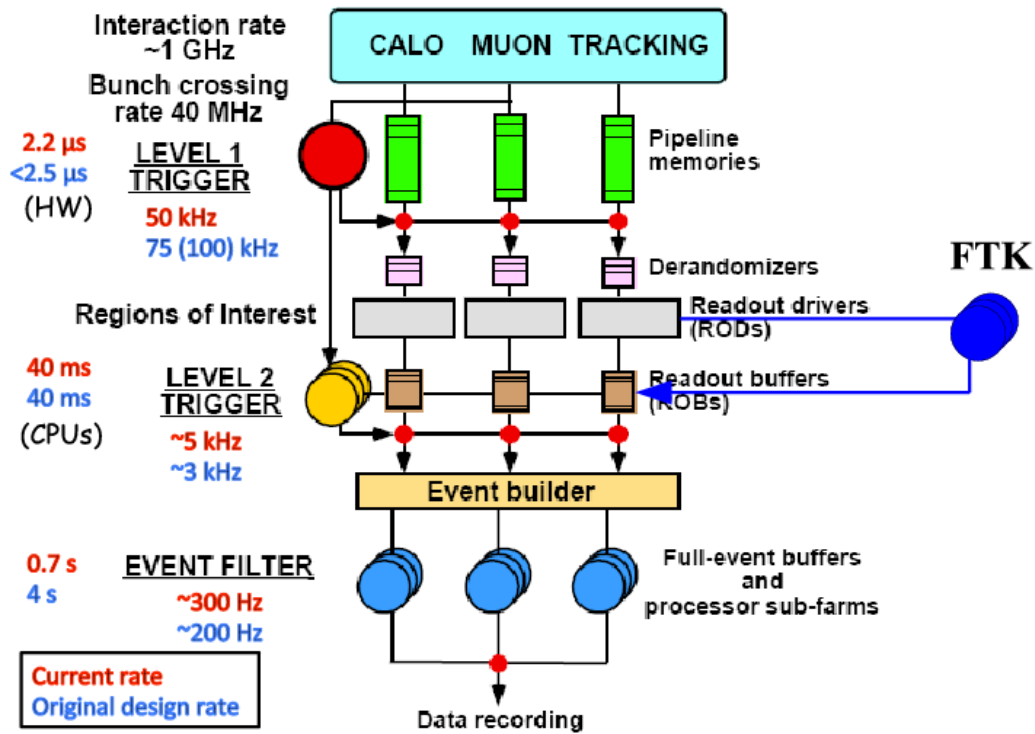 Interaction rate
~1 GHz
CALO MUON TRACKING
Bunch crossing
rate 40 MHz
2.2 µs
<2.5 µs
(HW)
LEVEL 1
TRIGGER
50 kHz
75 (100) kHz
Pipeline
memories
Derandomizers
FTK
Regions of Interest
Readout drivers
(RODs)
40 ms
40 ms
(CPUs)
LEVEL 2
TRIGGER
~5 kHz
~3 kHz
Readout buffers
(ROBs)
Event builder
0.7 s
4 s
EVENT FILTER
~300 Hz
~200 Hz
Full-event buffers
and
processor sub-farms
Current rate
Original design rate
Data recording